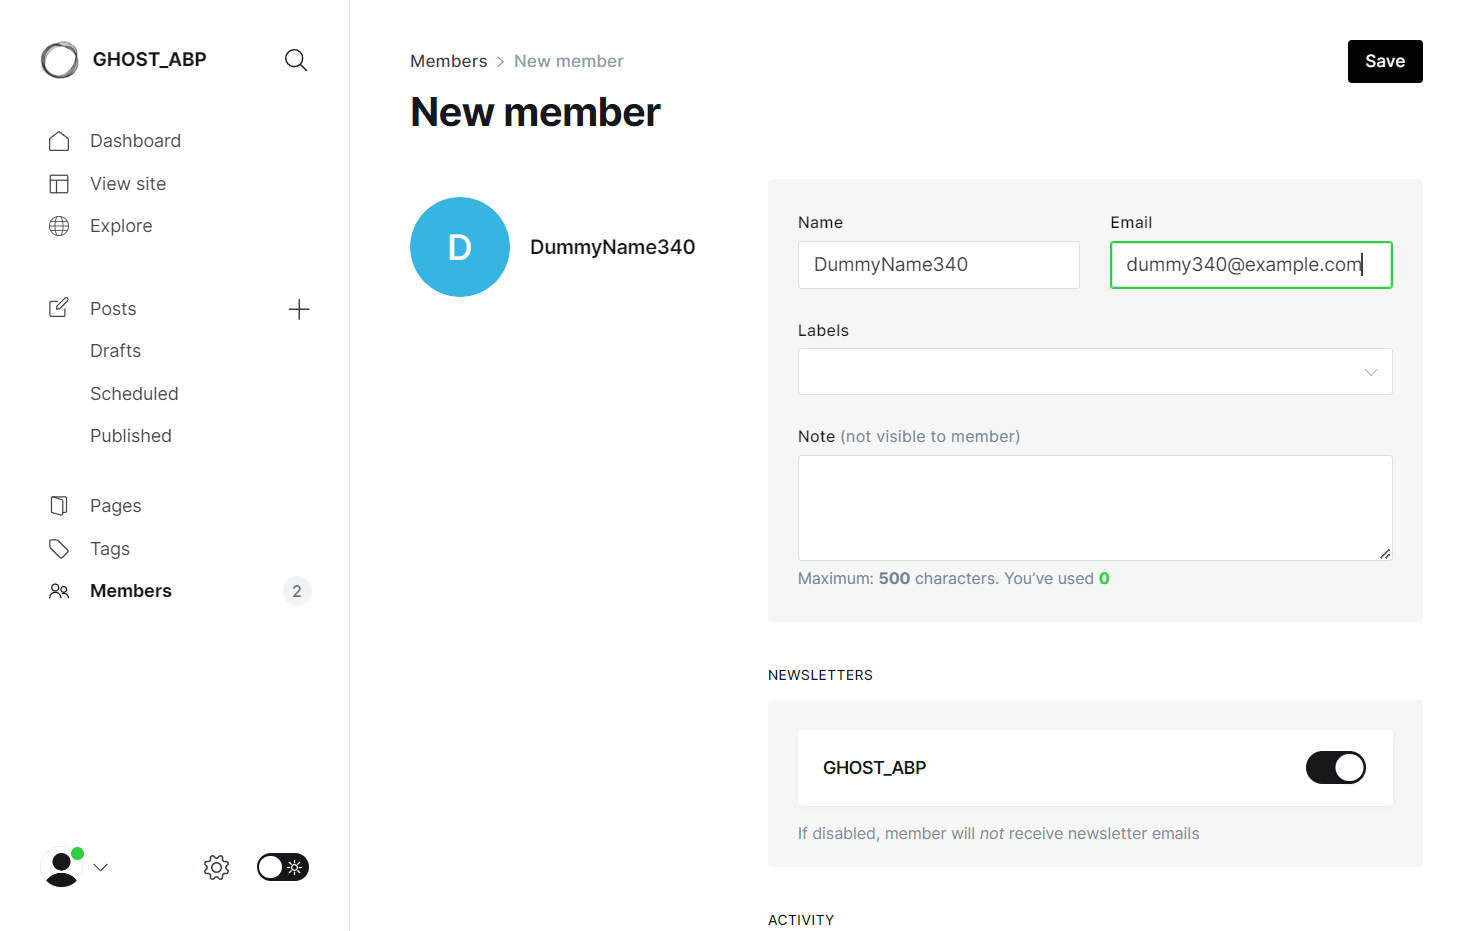 GHOST_ABP
Dashboard
View site
Explore
Posts
Drafts
Scheduled
Published
Pages
Tags
Members 2
Members > New member
Save
New member
D
DummyName340
Name
DummyName340
Email
dummy340@example.com
Labels
Note (not visible to member)
Maximum: 500 characters. You’ve used 0
NEWSLETTERS
GHOST_ABP
If disabled, member will not receive newsletter emails
ACTIVITY